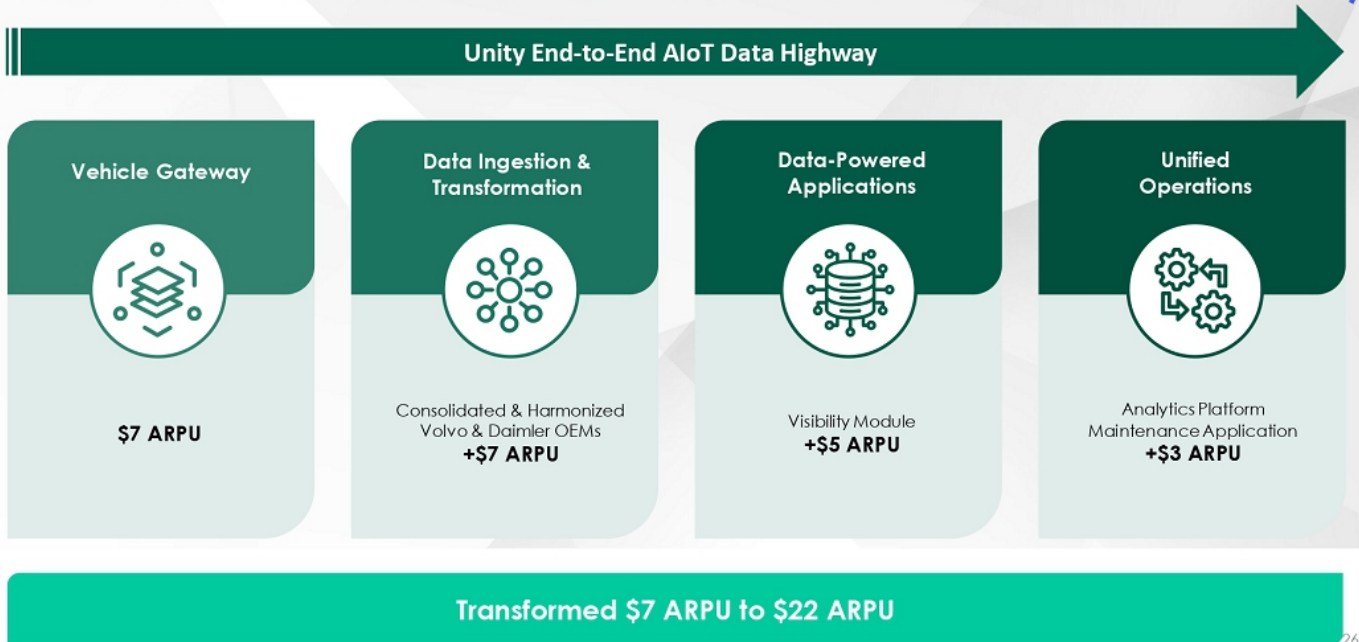 Unity End-to-End AIoT Data Highway
Vehicle Gateway
$7 ARPU
Data Ingestion &
Transformation
Consolidated & Harmonized
Volvo & Daimler OEMs
+$7 ARPU
Data-Powered
Applications
Visibility Module
+$5 ARPU
Unified
Operations
Analytics Platform
Maintenance Application
+$3 ARPU
Transformed $7 ARPU to $22 ARPU